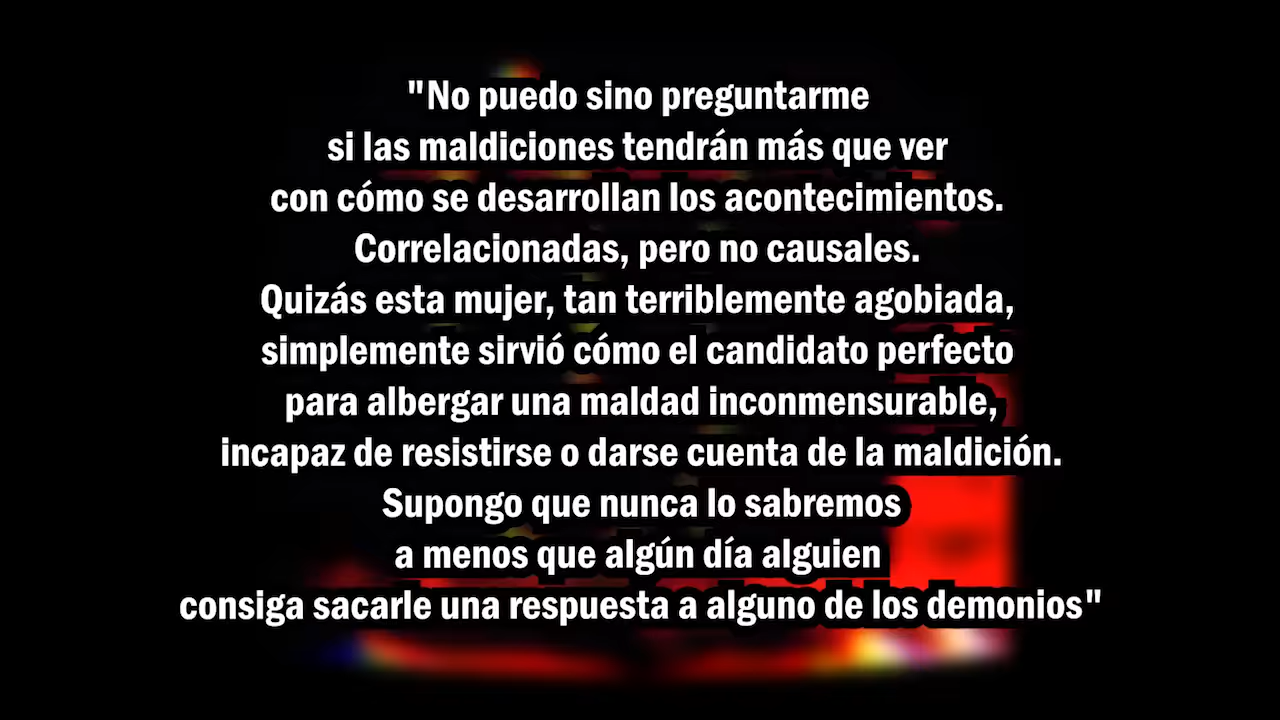 "No puedo sino preguntarme
si las maldiciones tendrán más que ver
con cómo se desarrollan los acontecimientos.
Correlacionadas, pero no causales.
Quizás esta mujer, tan terriblemente agobiada,
simplemente sirvió cómo el candidato perfecto
para albergar una maldad inconmensurable,
incapaz de resistirse o darse cuenta de la maldición.
Supongo que nunca lo sabremos
a menos que algún día alguien
consiga sacarle una respuesta a alguno de los demonios"